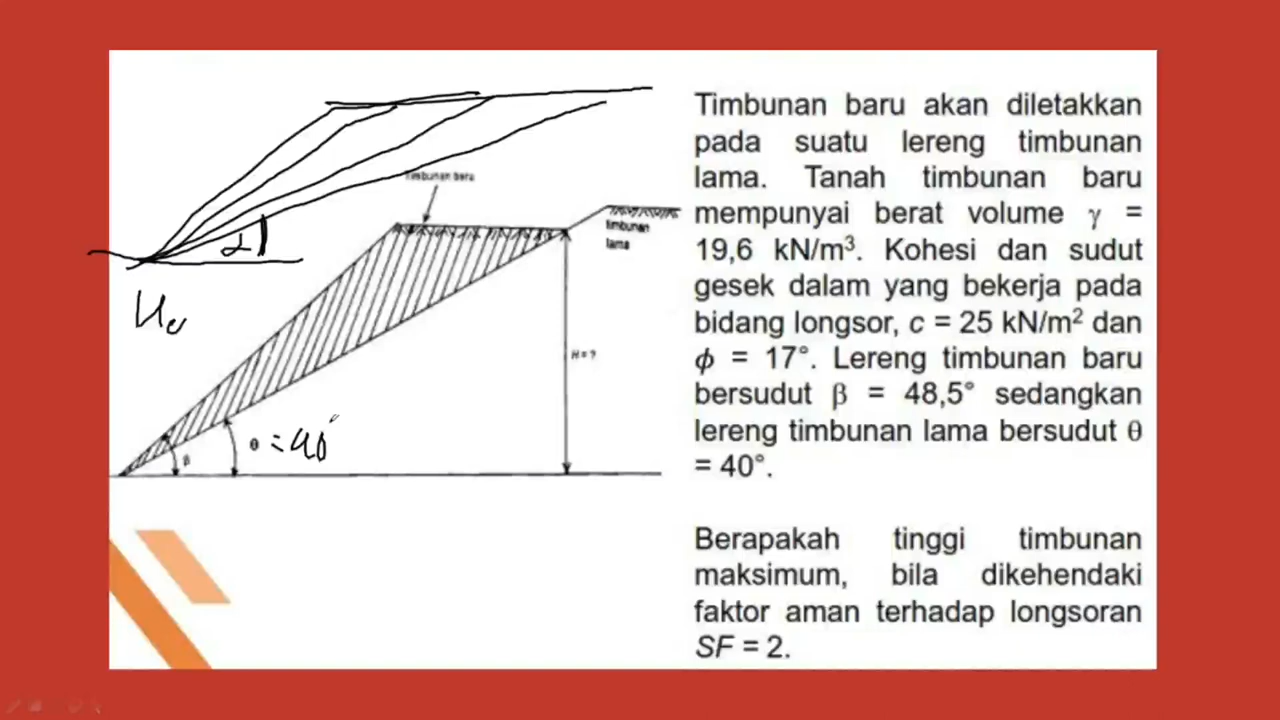 Timbunan baru akan diletakkan
pada suatu lereng timbunan
lama. Tanah timbunan baru
mempunyai berat volume γ =
19,6 kN/m³. Kohesi dan sudut
gesek dalam yang bekerja pada
bidang longsor, c = 25 kN/m² dan
ϕ = 17°. Lereng timbunan baru
bersudut β = 48,5° sedangkan
lereng timbunan lama bersudut θ
= 40°.
Berapakah tinggi timbunan
maksimum, bila dikehendaki
faktor aman terhadap longsoran
SF = 2.
Timbunan baru
timbunan
lama
H = ?
θ = 40°
β
α
Hc